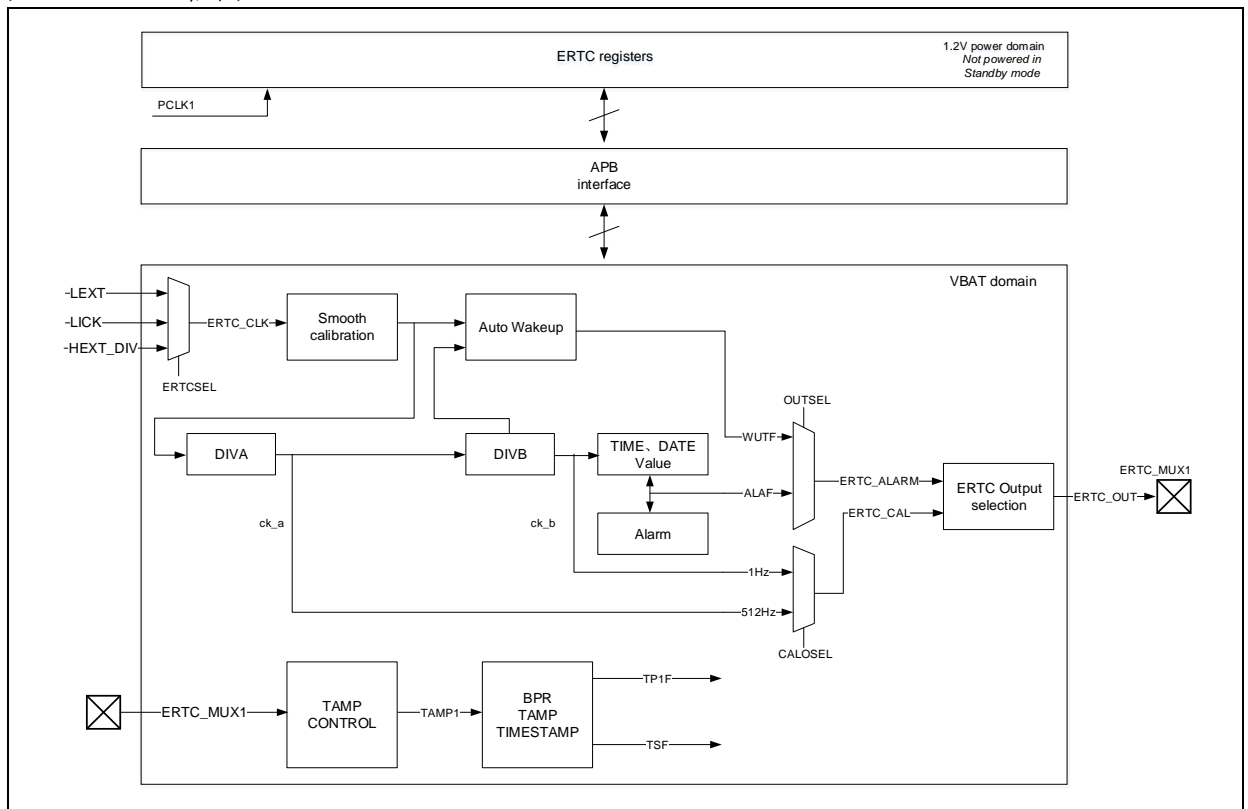 ERTC registers
1.2V power domain
Not powered in
Standby mode
PCLK1
APB
interface
VBAT domain
LEXT
LICK
HEXT_DIV
ERTC_CLK
ERTCSEL
Smooth
calibration
Auto Wakeup
OUTSEL
DIVA
DIVB
TIME、DATE
Value
WUTF
ALAF
ERTC_ALARM
ERTC_CAL
ERTC Output
selection
ERTC_MUX1
ERTC_OUT
ck_a
ck_b
Alarm
1Hz
512Hz
CALOSEL
ERTC_MUX1
TAMP
CONTROL
TAMP1
BPR
TAMP
TIMESTAMP
TP1F
TSF